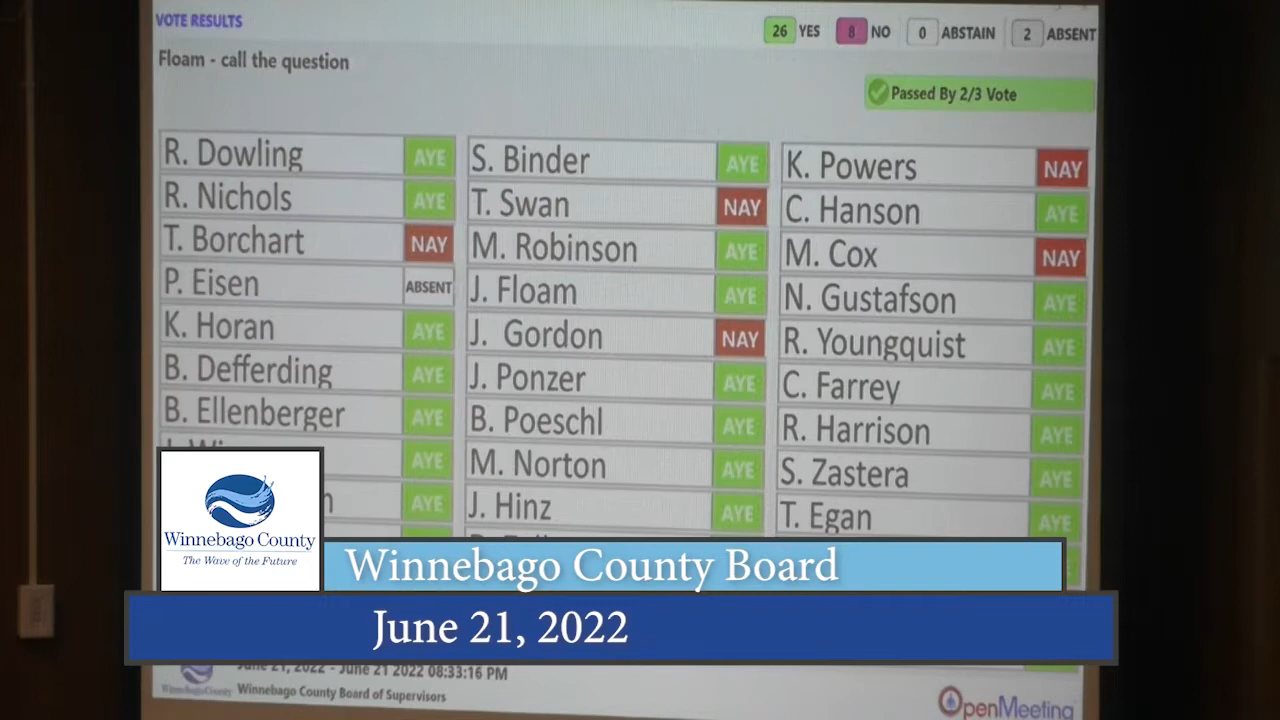 VOTE RESULTS
26 YES 8 NO 0 ABSTAIN 2 ABSENT
Floam - call the question
Passed By 2/3 Vote
R. Dowling AYE
R. Nichols AYE
T. Borchart NAY
P. Eisen ABSENT
K. Horan AYE
B. Defferding AYE
B. Ellenberger AYE
AYE
AYE
S. Binder AYE
T. Swan NAY
M. Robinson AYE
J. Floam AYE
J. Gordon NAY
J. Ponzer AYE
B. Poeschl AYE
M. Norton AYE
J. Hinz AYE
K. Powers NAY
C. Hanson AYE
M. Cox NAY
N. Gustafson AYE
R. Youngquist AYE
C. Farrey AYE
R. Harrison AYE
S. Zastera AYE
T. Egan AYE
Winnebago County
The Wave of the Future
Winnebago County Board
June 21, 2022
June 21, 2022 - June 21 2022 08:33:16 PM
WinnebagoCounty
Winnebago County Board of Supervisors
OpenMeeting